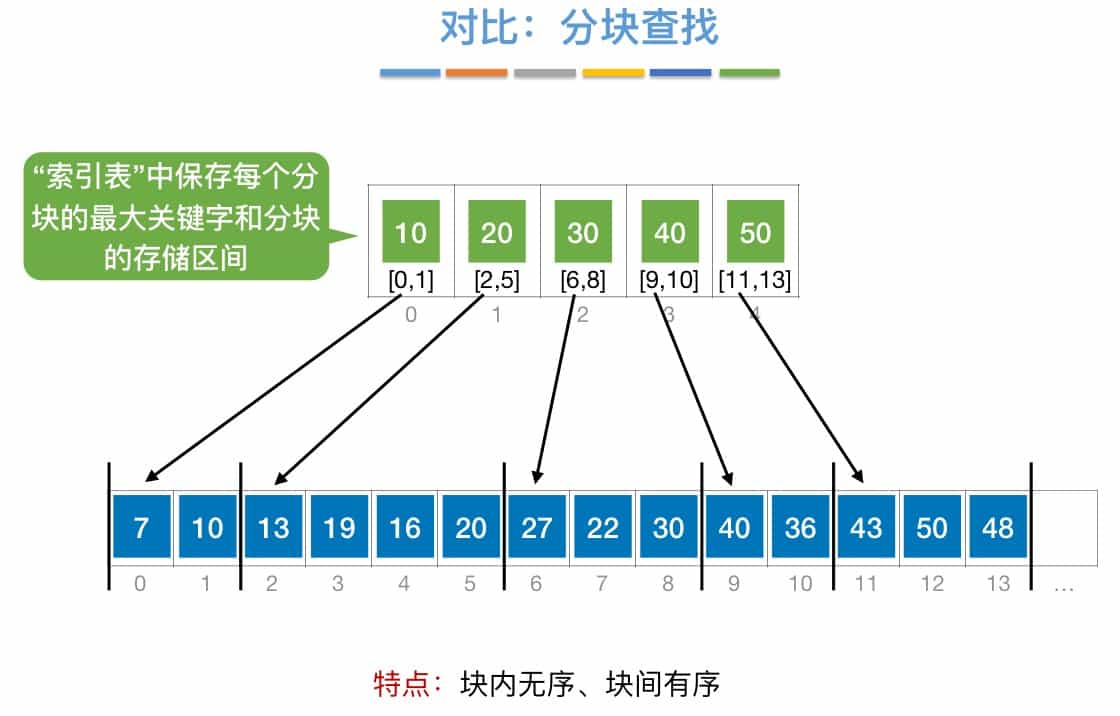 对比：分块查找
“索引表”中保存每个分
块的最大关键字和分块
的存储区间
10 20 30 40 50
[0,1] [2,5] [6,8] [9,10] [11,13]
0 1 2 3 4
7 10 13 19 16 20 27 22 30 40 36 43 50 48
0 1 2 3 4 5 6 7 8 9 10 11 12 13 …
特点：块内无序、块间有序